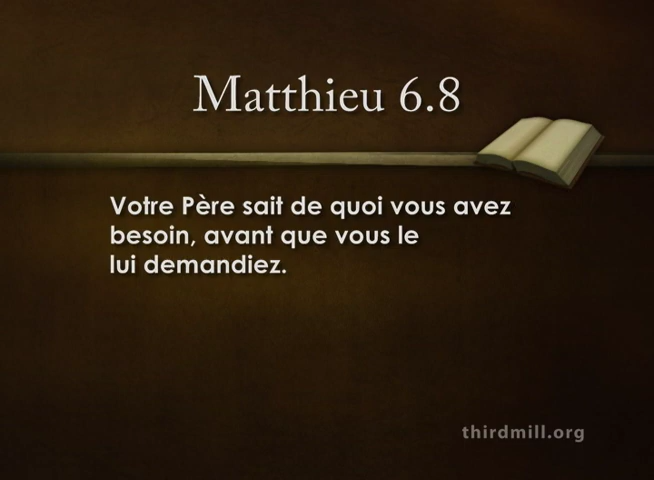 Matthieu 6.8
Votre Père sait de quoi vous avez
besoin, avant que vous le
lui demandiez.
thirdmill.org